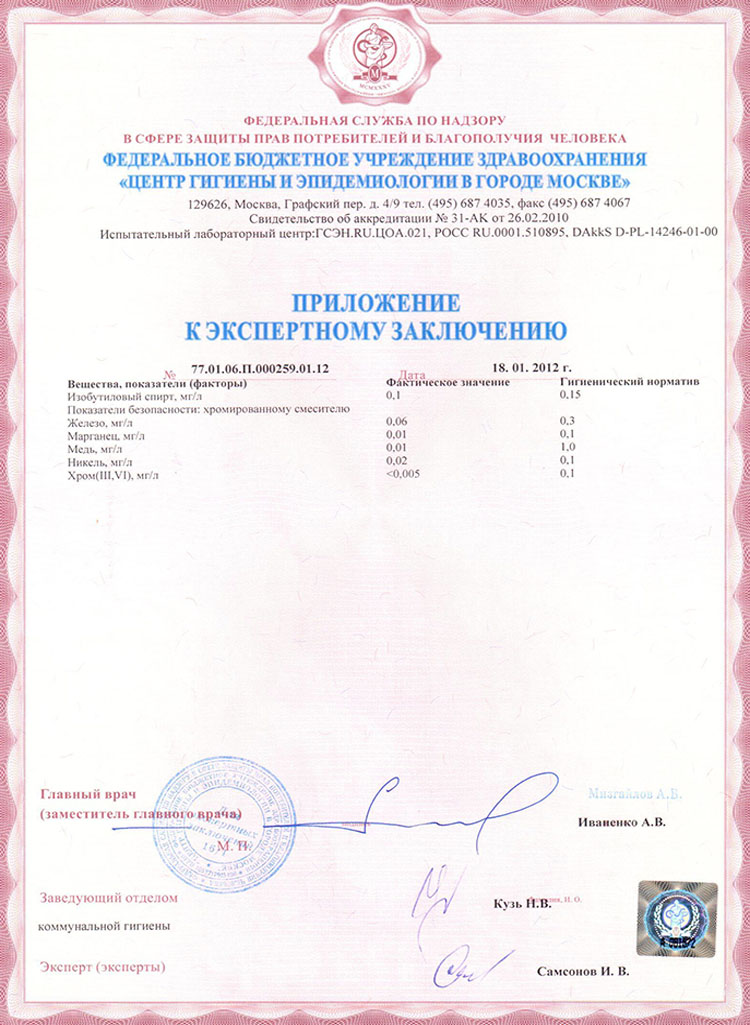 MCMXXXV
ФЕДЕРАЛЬНАЯ СЛУЖБА ПО НАДЗОРУ
В СФЕРЕ ЗАЩИТЫ ПРАВ ПОТРЕБИТЕЛЕЙ И БЛАГОПОЛУЧИЯ ЧЕЛОВЕКА
ФЕДЕРАЛЬНОЕ БЮДЖЕТНОЕ УЧРЕЖДЕНИЕ ЗДРАВООХРАНЕНИЯ
«ЦЕНТР ГИГИЕНЫ И ЭПИДЕМИОЛОГИИ В ГОРОДЕ МОСКВЕ»
129626, Москва, Графский пер. д. 4/9 тел. (495) 687 4035, факс (495) 687 4067
Свидетельство об аккредитации № 31-АК от 26.02.2010
Испытательный лабораторный центр:ГСЭН.RU.ЦОА.021, РОСС RU.0001.510895, DAkkS D-PL-14246-01-00
ПРИЛОЖЕНИЕ
К ЭКСПЕРТНОМУ ЗАКЛЮЧЕНИЮ
№ 77.01.06.П.000259.01.12 Дата 18. 01. 2012 г.
Вещества, показатели (факторы) Фактическое значение Гигиенический норматив
Изобутиловый спирт, мг/л 0,1 0,15
Показатели безопасности: хромированному смесителю
Железо, мг/л 0,06 0,3
Марганец, мг/л 0,01 0,1
Медь, мг/л 0,01 1,0
Никель, мг/л 0,02 0,1
Хром(III,VI), мг/л <0,005 0,1
Главный врач
(заместитель главного врача)
М. П.
Мизгайлов А.В.
Иваненко А.В.
Для экспертных заключений
Заведующий отделом
коммунальной гигиены
Кузь Н.В.
Эксперт (эксперты)
Самсонов И. В.